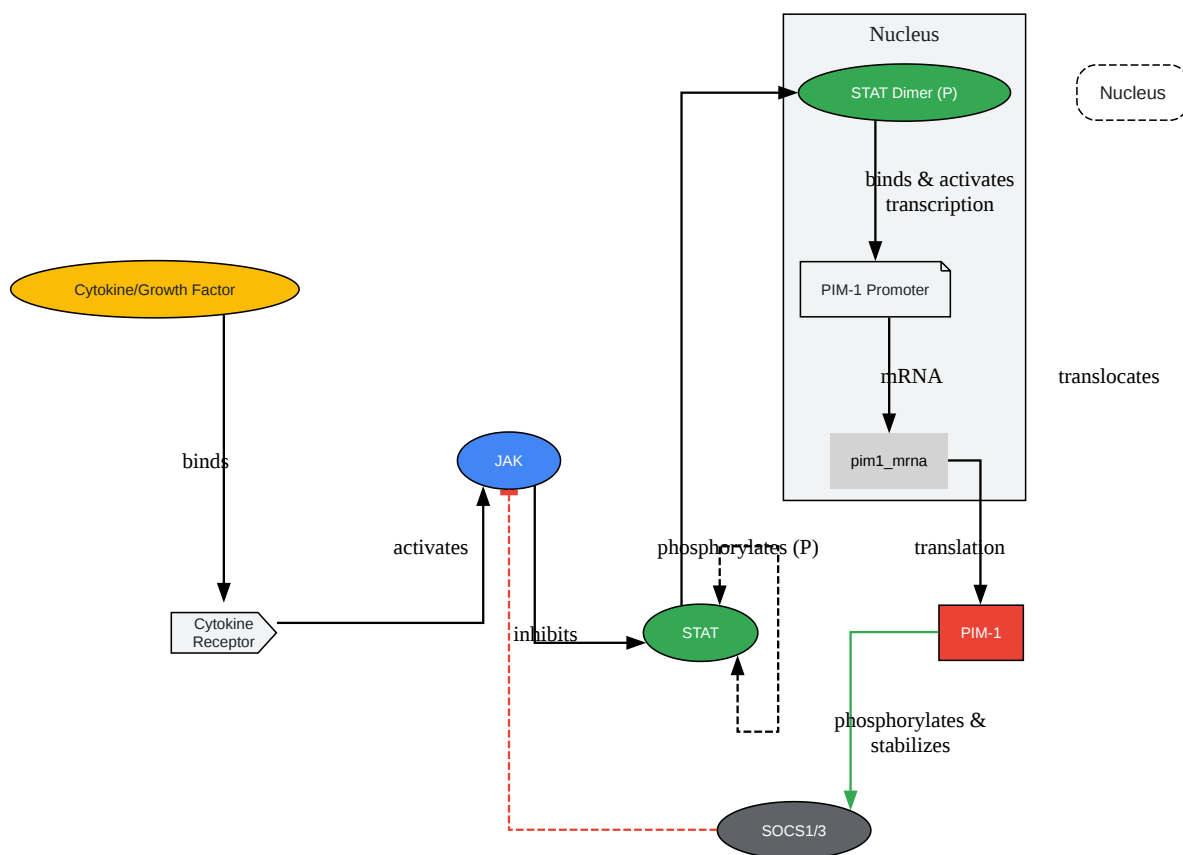 Nucleus
STAT Dimer (P)
Nucleus
binds & activates
transcription
Cytokine/Growth Factor
PIM-1 Promoter
mRNA
translocates
binds
JAK
pim1_mrna
activates
phosphorylates (P)
translation
Cytokine
Receptor
inhibits
STAT
PIM-1
phosphorylates &
stabilizes
SOCS1/3